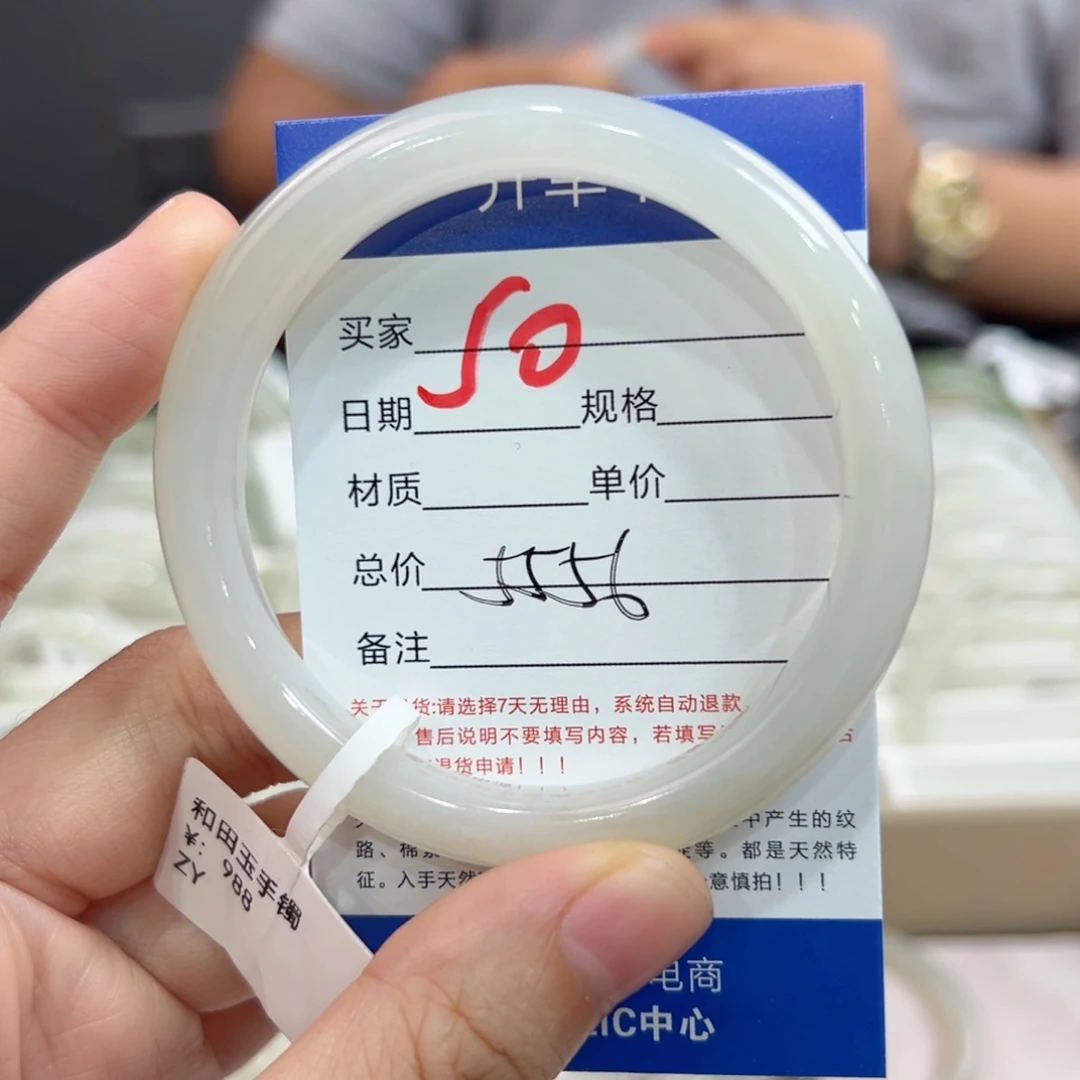 50
买家
日期 规格
材质 单价
总价 5556
备注
货:请选择7天无理由，系统自动退款
售后说明不要填写内容，若填写
退货申请！！！
中产生的纹
路、棉 等。都是天然特
征。入手天然 意慎拍！！！
电商
IC中心
和田玉手镯
988